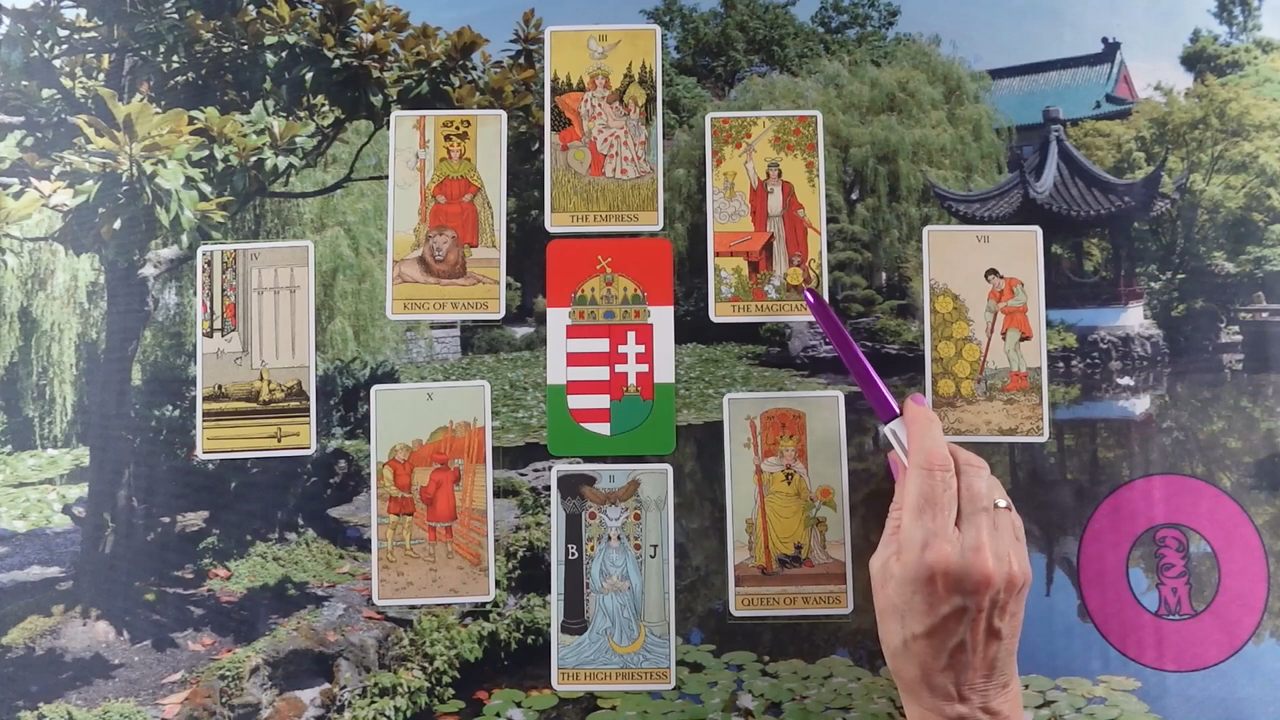 III
THE EMPRESS
KING OF WANDS
I
THE MAGICIAN
IV
VII
X
II
B
J
THE HIGH PRIESTESS
QUEEN OF WANDS